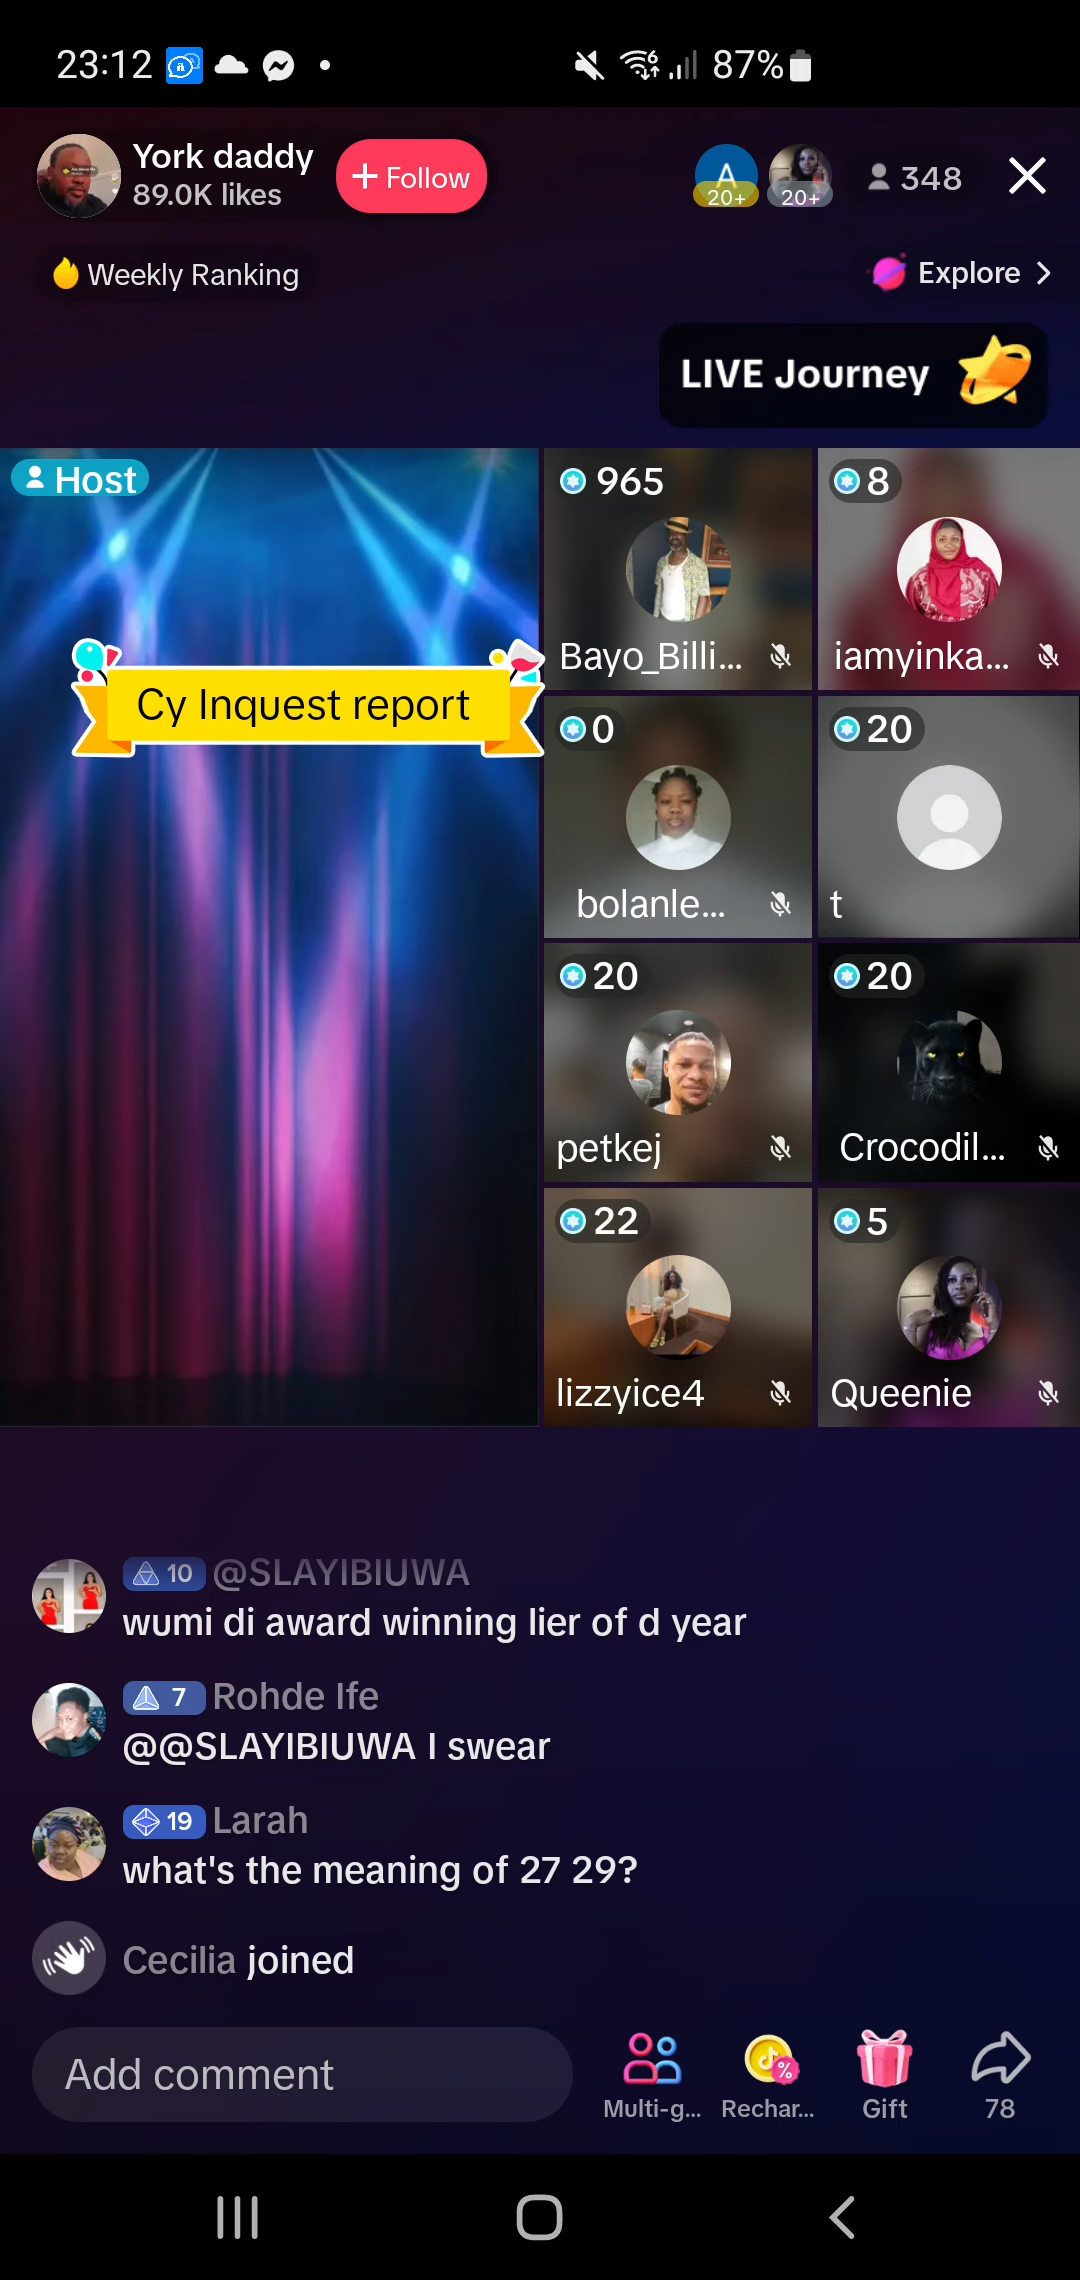 23:12
87%
York daddy
89.0K likes
+ Follow
A
20+
20+
348
Weekly Ranking
Explore >
LIVE Journey
Host
Cy Inquest report
965
Bayo_Billi...
8
iamyinka...
0
bolanle...
20
t
20
petkej
20
Crocodil...
22
lizzyice4
5
Queenie
10 @SLAYIBIUWA
wumi di award winning lier of d year
7 Rohde Ife
@@SLAYIBIUWA I swear
19 Larah
what's the meaning of 27 29?
Cecilia joined
Add comment
Multi-g...
Rechar...
Gift
78